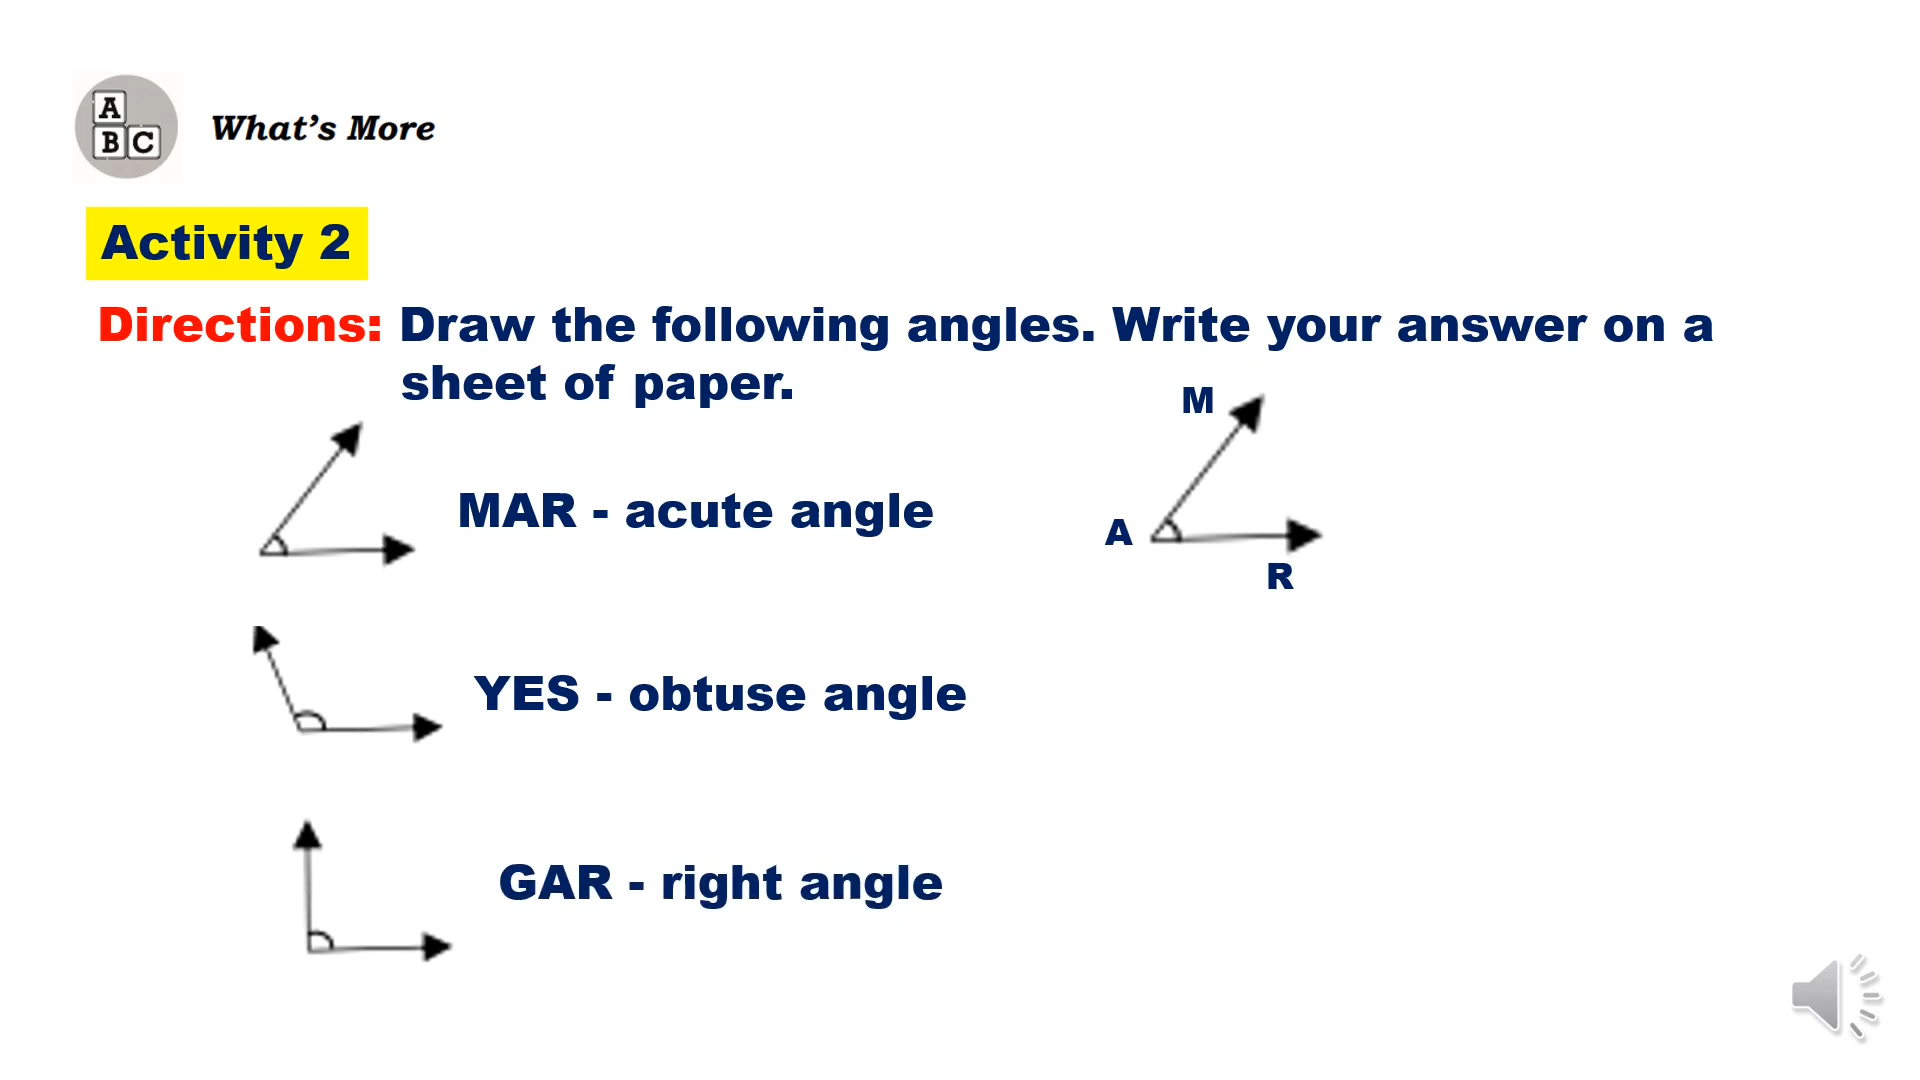 A
B C
What's More
Activity 2
Directions: Draw the following angles. Write your answer on a
sheet of paper.
M
MAR - acute angle
A
R
YES - obtuse angle
GAR - right angle